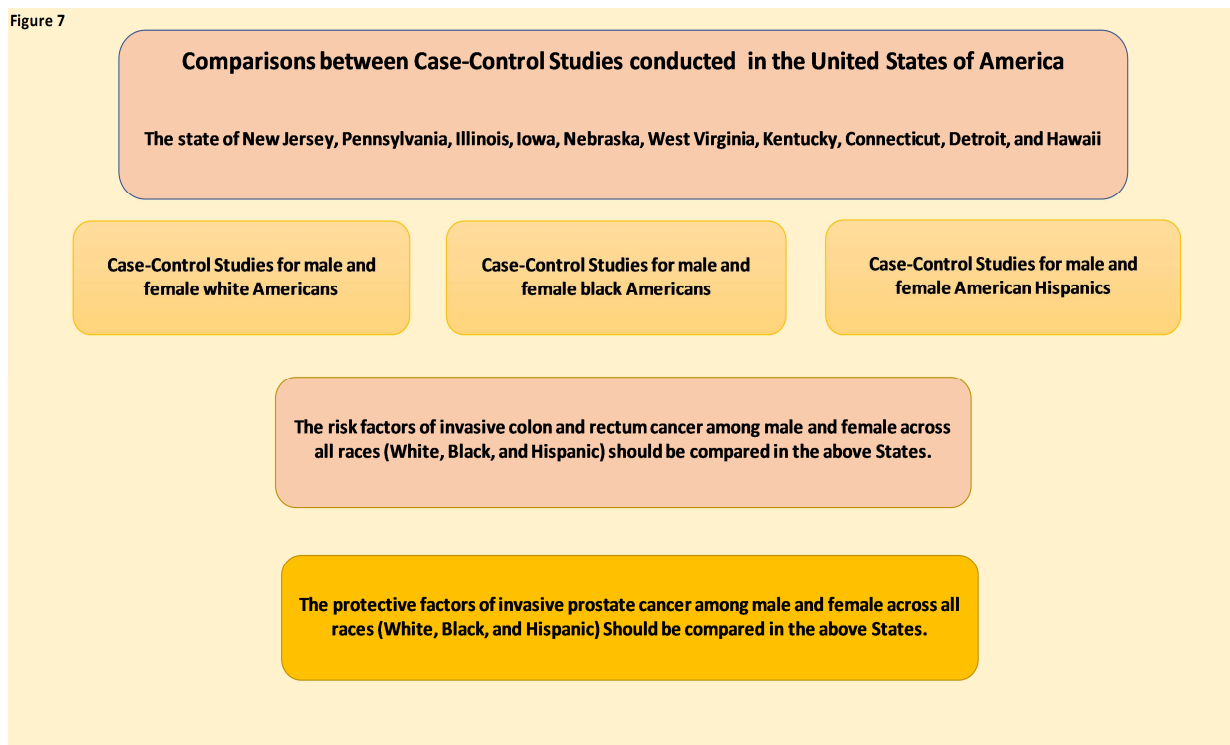 Figure 7
Comparisons between Case-Control Studies conducted in the United States of America
The state of New Jersey, Pennsylvania, Illinois, Iowa, Nebraska, West Virginia, Kentucky, Connecticut, Detroit, and Hawaii
Case-Control Studies for male and
female white Americans
Case-Control Studies for male and
female black Americans
Case-Control Studies for male and
female American Hispanics
The risk factors of invasive colon and rectum cancer among male and female across
all races (White, Black, and Hispanic) should be compared in the above States.
The protective factors of invasive prostate cancer among male and female across all
races (White, Black, and Hispanic) Should be compared in the above States.